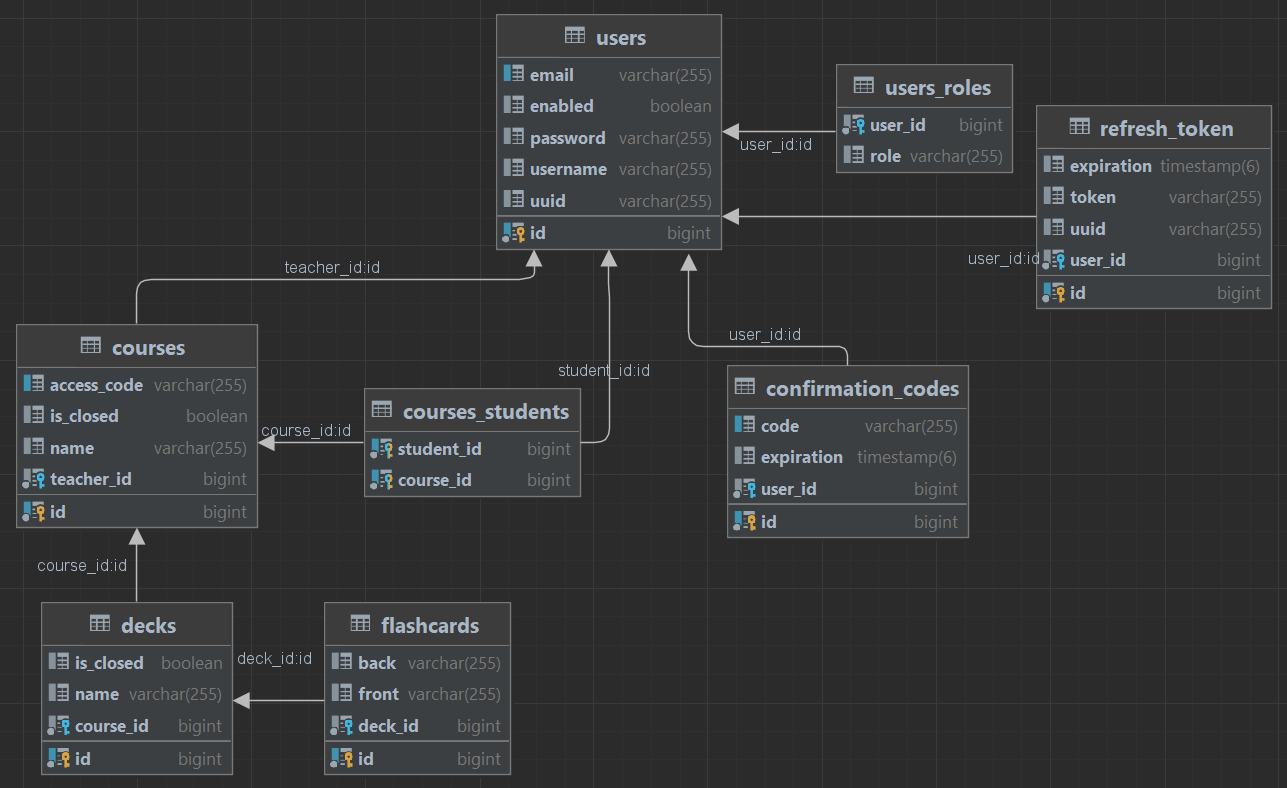 users
email varchar(255)
enabled boolean
password varchar(255)
username varchar(255)
uuid varchar(255)
id bigint
users_roles
user_id bigint
role varchar(255)
user_id:id
refresh_token
expiration timestamp(6)
token varchar(255)
uuid varchar(255)
user_id bigint
id bigint
user_id:id
teacher_id:id
courses
access_code varchar(255)
is_closed boolean
name varchar(255)
teacher_id bigint
id bigint
course_id:id
courses_students
student_id bigint
course_id bigint
student_id:id
user_id:id
confirmation_codes
code varchar(255)
expiration timestamp(6)
user_id bigint
id bigint
course_id:id
decks
is_closed boolean
name varchar(255)
course_id bigint
id bigint
deck_id:id
flashcards
back varchar(255)
front varchar(255)
deck_id bigint
id bigint